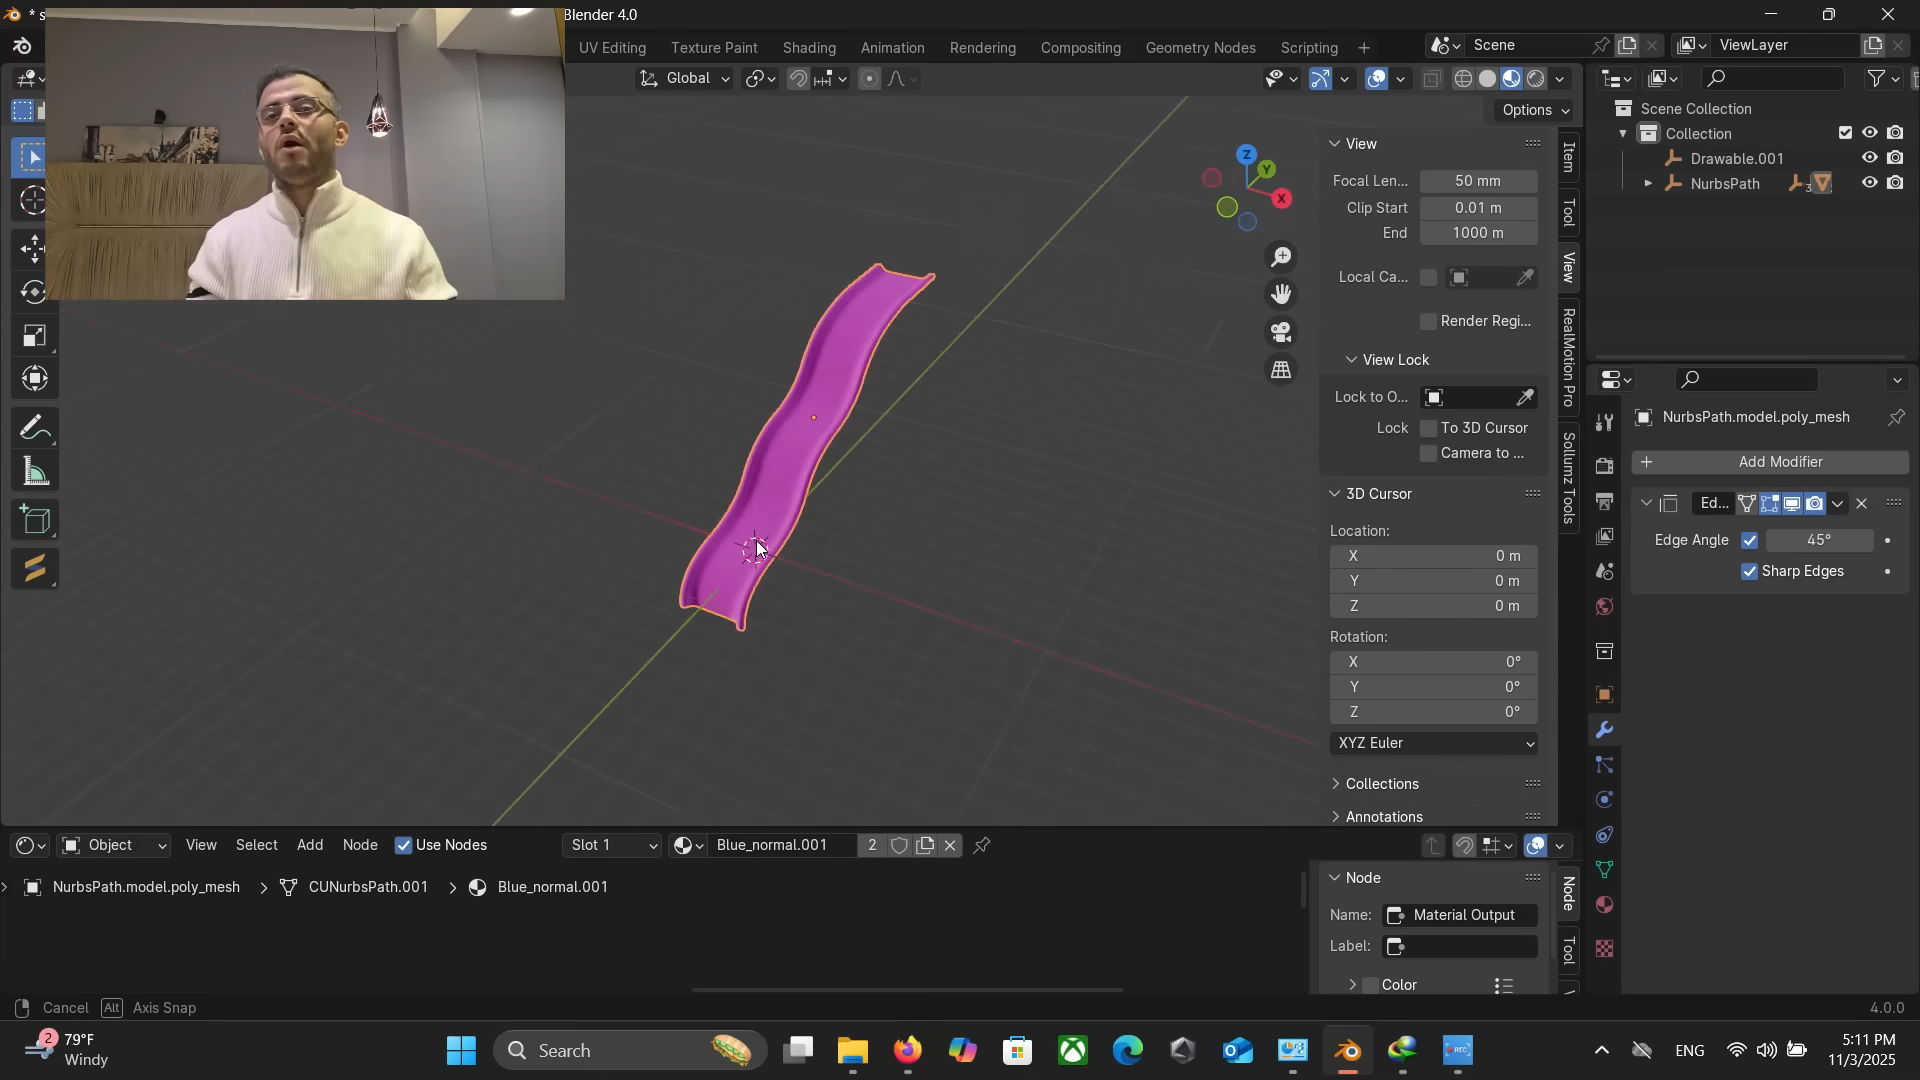 * s
Blender 4.0
UV Editing
Texture Paint
Shading
Animation
Rendering
Compositing
Geometry Nodes
Scripting
Scene
ViewLayer
Global
Options
Scene Collection
Collection
Drawable.001
NurbsPath
3
Z
Y
X
View
Focal Len...
50 mm
Clip Start
0.01 m
End
1000 m
Local Ca...
Render Regi...
View Lock
Lock to O...
Lock
To 3D Cursor
Camera to ...
3D Cursor
Location:
X
0 m
Y
0 m
Z
0 m
Rotation:
X
0°
Y
0°
Z
0°
XYZ Euler
Collections
Annotations
Item
Tool
View
RealMotion Pro
Sollumz Tools
NurbsPath.model.poly_mesh
Add Modifier
Ed...
Edge Angle
45°
Sharp Edges
Object
View
Select
Add
Node
Use Nodes
Slot 1
Blue_normal.001
2
NurbsPath.model.poly_mesh
CUNurbsPath.001
Blue_normal.001
Node
Name:
Material Output
Label:
Color
Node
Tool
Cancel
Alt
Axis Snap
4.0.0
2
79°F
Windy
Search
REC
ENG
5:11 PM
11/3/2025